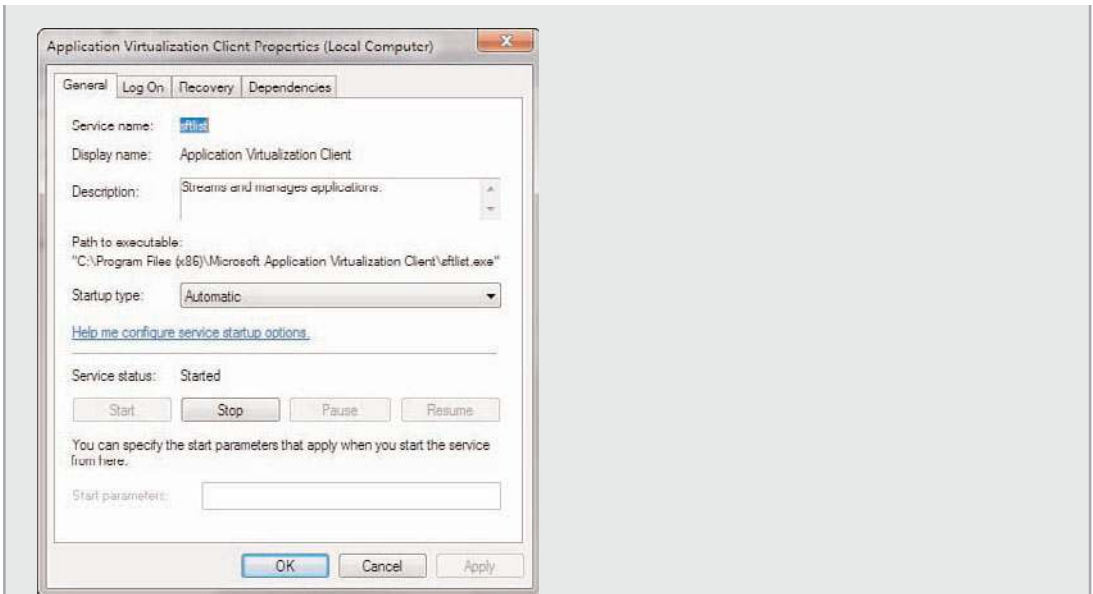 Application Virtualization Client Properties (Local Computer)
General Log On Recovery Dependencies
Service name: sftlist
Display name: Application Virtualization Client
Description: Streams and manages applications.
Path to executable:
"C:\Program Files (x86)\Microsoft Application Virtualization Client\sftlist.exe"
Startup type: Automatic
Help me configure service startup options.
Service status: Started
Start Stop Pause Resume
You can specify the start parameters that apply when you start the service
from here.
Start parameters:
OK Cancel Apply